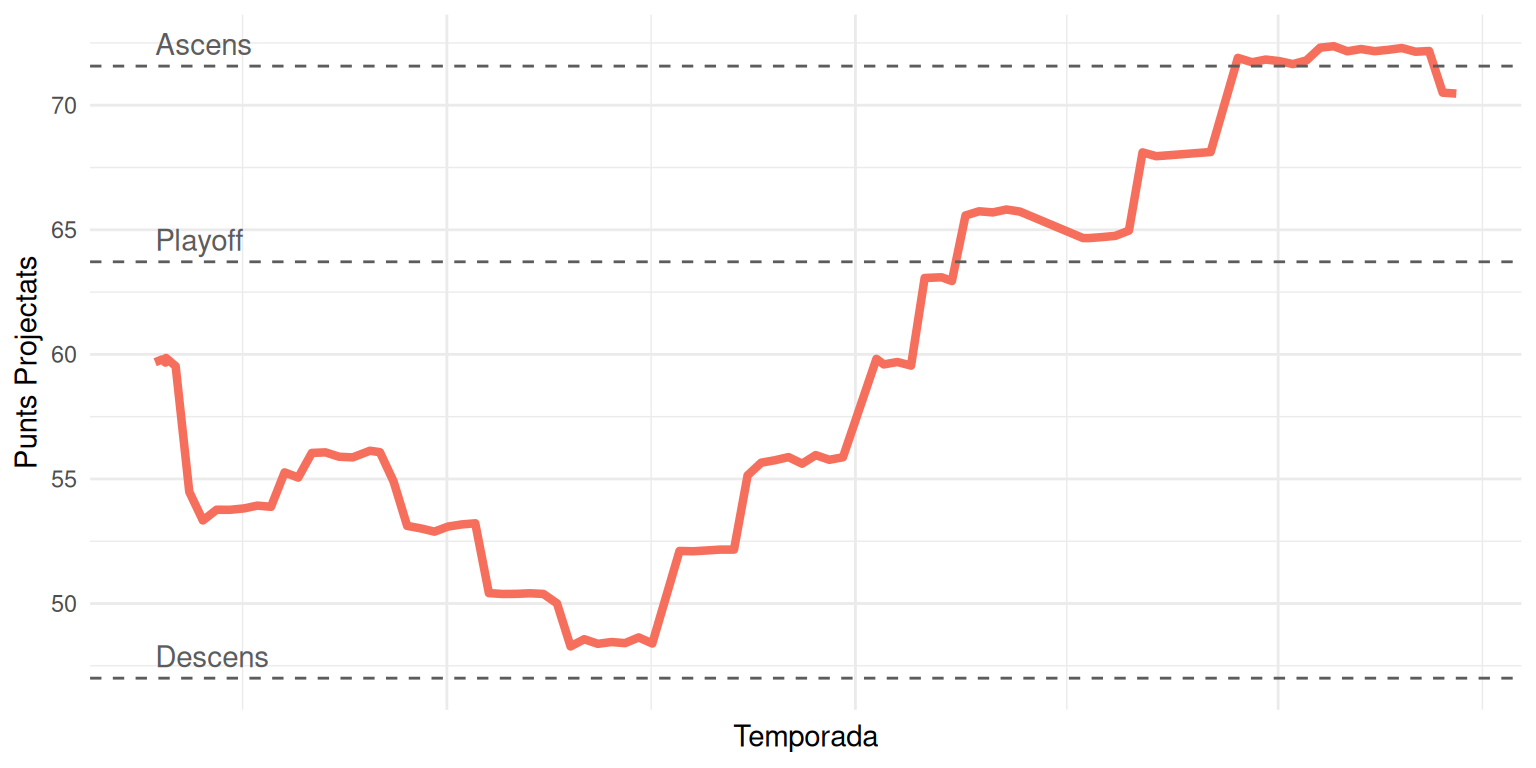 Ascens
70
Playoff
65
60
55
50
Descens
Punts Projectats
Temporada